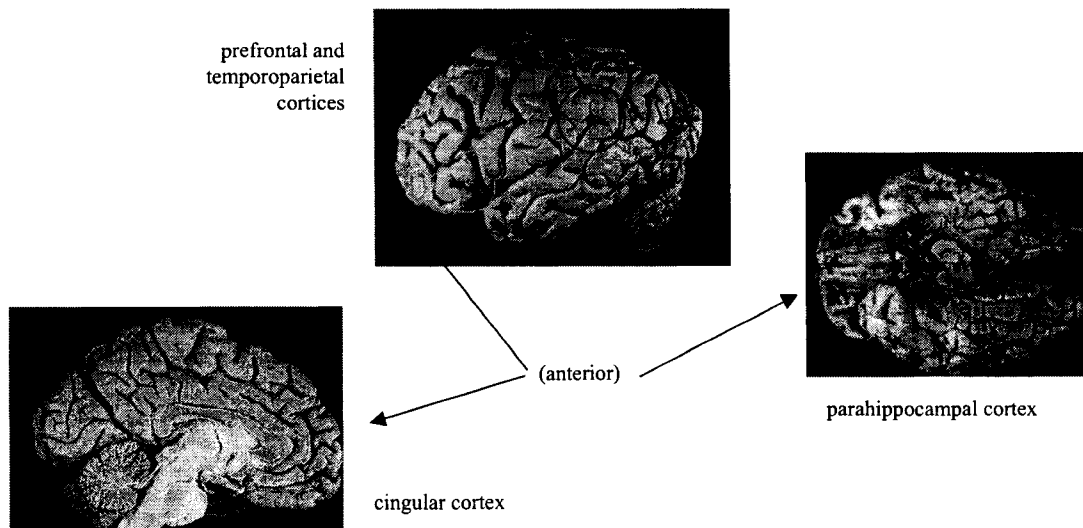 prefrontal and
temporoparietal
cortices
(anterior)
parahippocampal cortex
cingular cortex